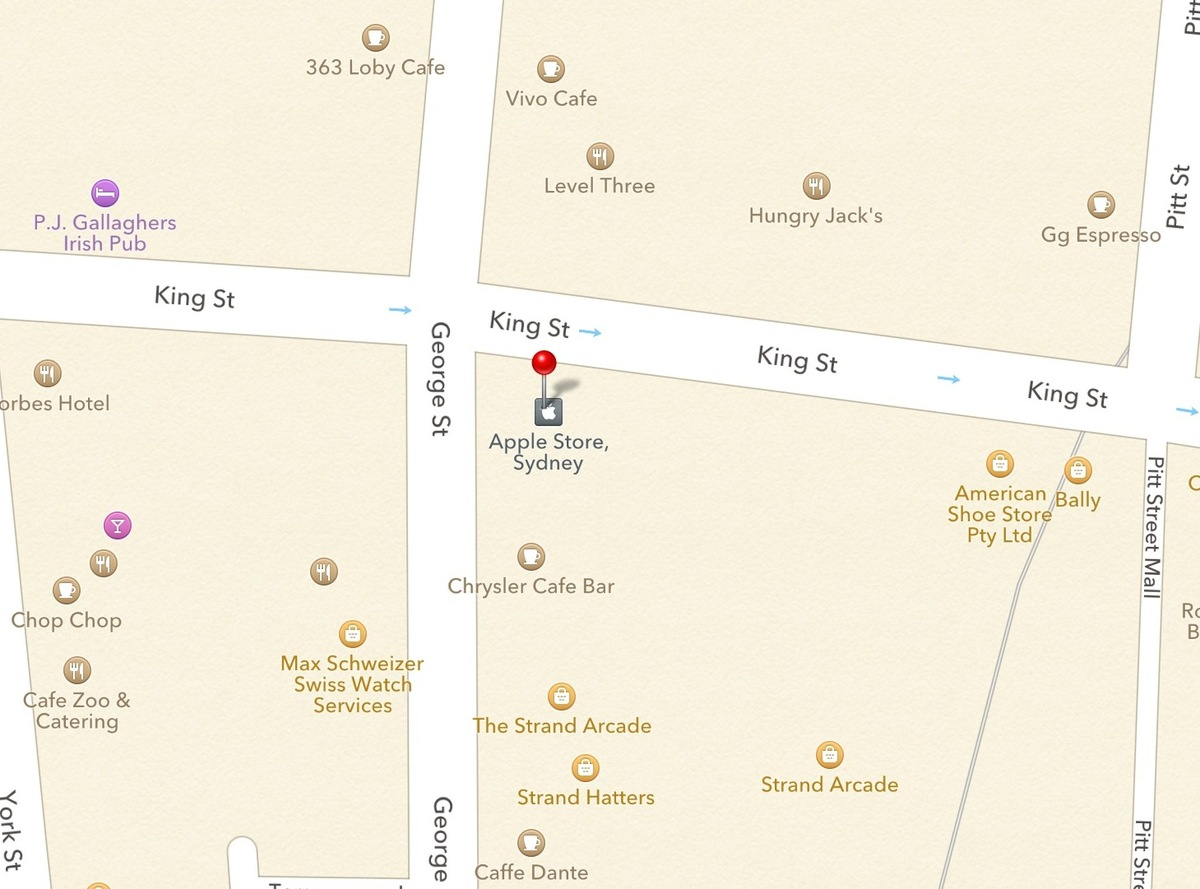 Pitt
363 Loby Cafe
Vivo Cafe
Level Three
Hungry Jack's
Pitt St
P.J. Gallaghers
Irish Pub
Gg Espresso
King St
King St
King St
King St
George St
orbes Hotel
Apple Store,
Sydney
American
Shoe Store
Pty Ltd
Bally
Pitt Street Mall
Chrysler Cafe Bar
Chop Chop
Max Schweizer
Swiss Watch
Services
Cafe Zoo &
Catering
The Strand Arcade
Strand Arcade
Strand Hatters
York St
George
Pitt Stre
Caffe Dante